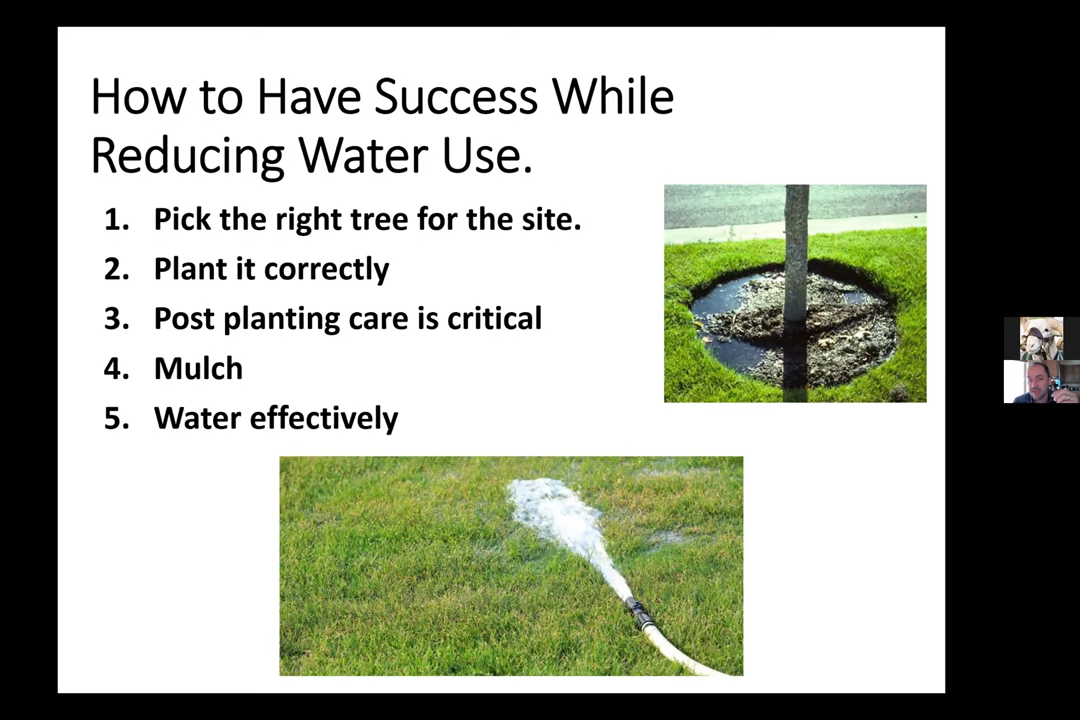 How to Have Success While
Reducing Water Use.
1. Pick the right tree for the site.
2. Plant it correctly
3. Post planting care is critical
4. Mulch
5. Water effectively